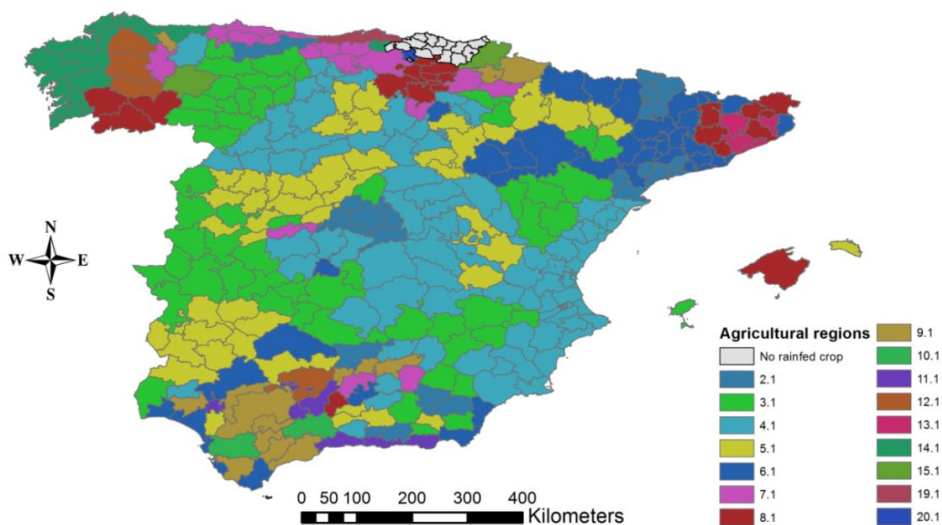 N
W E
S
Agricultural regions
No rainfed crop
2.1
3.1
4.1
5.1
6.1
7.1
8.1
9.1
10.1
11.1
12.1
13.1
14.1
15.1
19.1
20.1
0 50 100 200 300 400
Kilometers